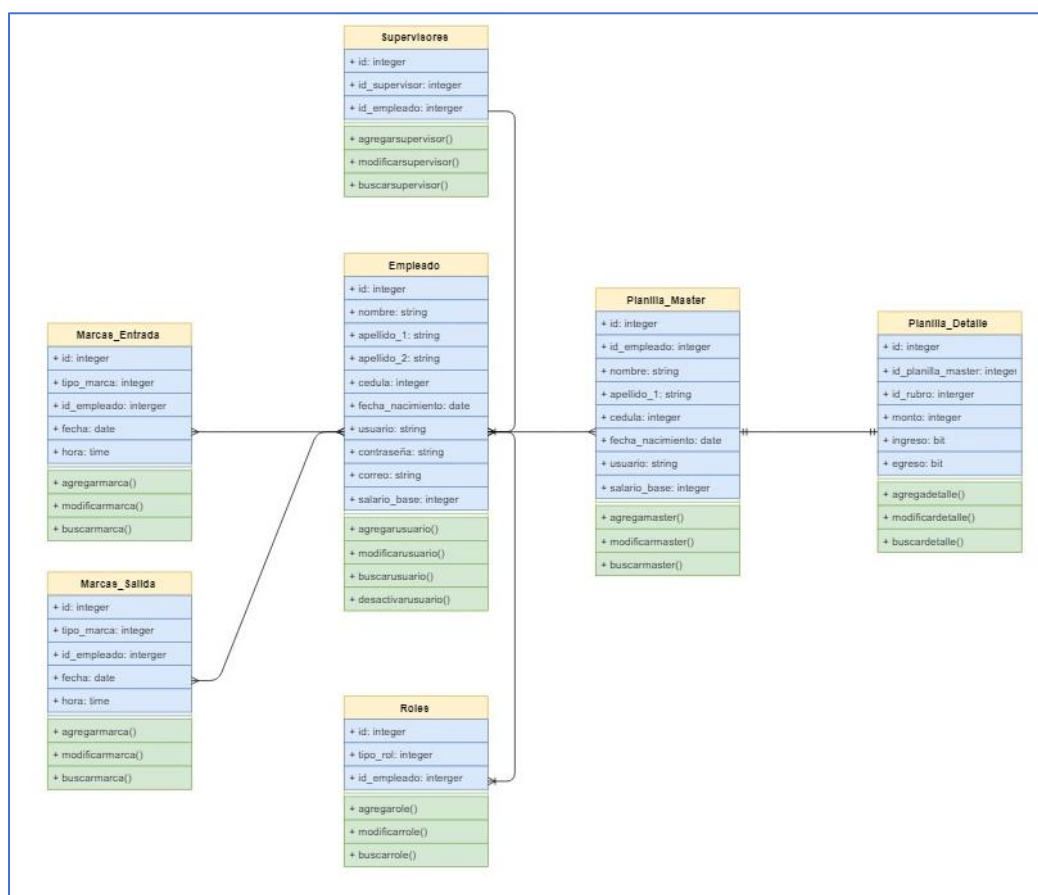 Supervisores
+ id: integer
+ id_supervisor: integer
+ id_empleado: interger
+ agregarsupervisor()
+ modificarsupervisor()
+ buscarsupervisor()
Empleado
+ id: integer
+ nombre: string
+ apellido_1: string
+ apellido_2: string
+ cedula: integer
+ fecha_nacimiento: date
+ usuario: string
+ contraseña: string
+ correo: string
+ salario_base: integer
+ agregarusuario()
+ modificarusuario()
+ buscarusuario()
+ desactivarusuario()
Planilla_Master
+ id: integer
+ id_empleado: integer
+ nombre: string
+ apellido_1: string
+ cedula: integer
+ fecha_nacimiento: date
+ usuario: string
+ salario_base: integer
+ agregamaster()
+ modificarmaster()
+ buscarmaster()
Planilla_Detalle
+ id: integer
+ id_planilla_master: integer
+ id_rubro: interger
+ monto: integer
+ ingreso: bit
+ egreso: bit
+ agregadetalle()
+ modificardetalle()
+ buscardetalle()
Marcas_Entrada
+ id: integer
+ tipo_marca: integer
+ id_empleado: interger
+ fecha: date
+ hora: time
+ agregarmarca()
+ modificarmarca()
+ buscarmarca()
Marcas_Salida
+ id: integer
+ tipo_marca: integer
+ id_empleado: interger
+ fecha: date
+ hora: time
+ agregarmarca()
+ modificarmarca()
+ buscarmarca()
Roles
+ id: integer
+ tipo_rol: integer
+ id_empleado: interger
+ agregarole()
+ modificarrole()
+ buscarrole()